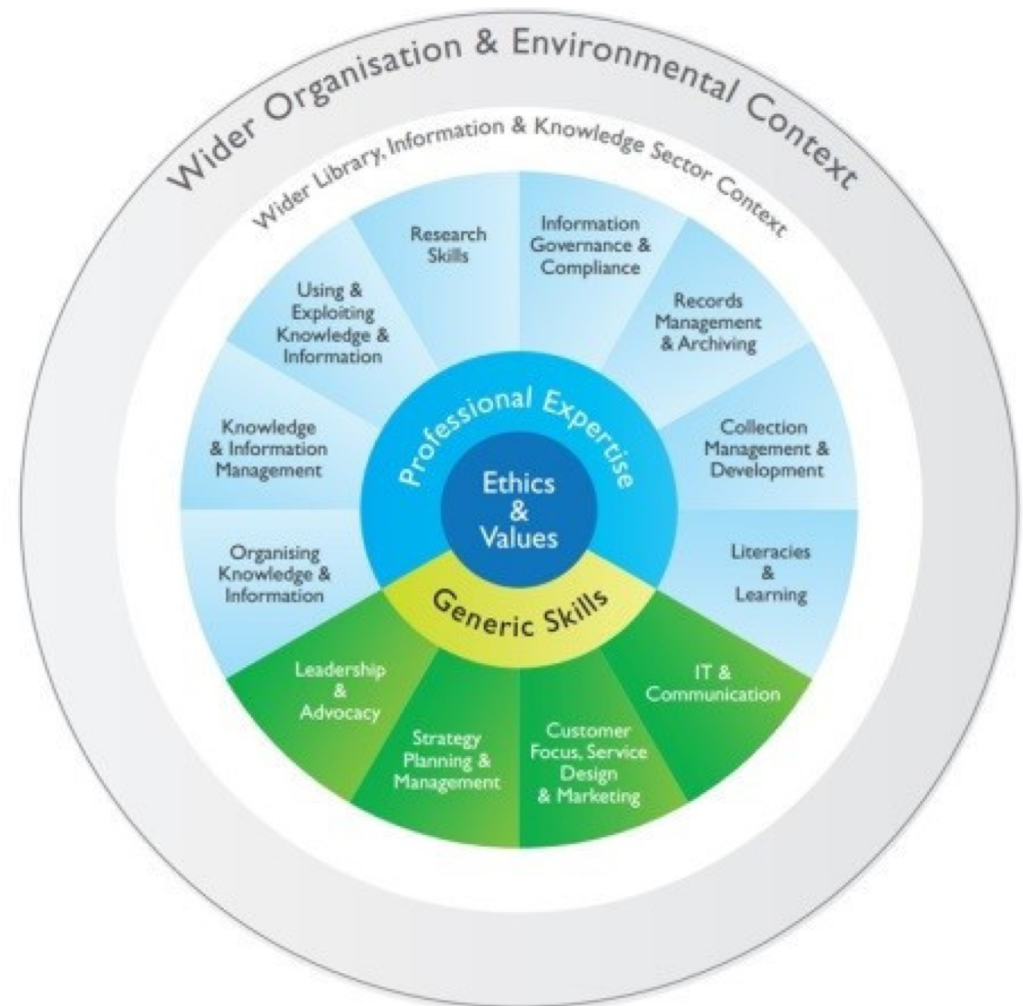 Wider Organisation & Environmental Context
Wider Library, Information & Knowledge Sector Context
Research
Skills
Information
Governance &
Compliance
Using &
Exploiting
Knowledge &
Information
Records
Management
& Archiving
Knowledge
& Information
Management
Collection
Management &
Development
Professional Expertise
Ethics
&
Values
Organising
Knowledge &
Information
Literacies
&
Learning
Generic Skills
Leadership
&
Advocacy
Strategy
Planning &
Management
Customer
Focus, Service
Design
& Marketing
IT &
Communication